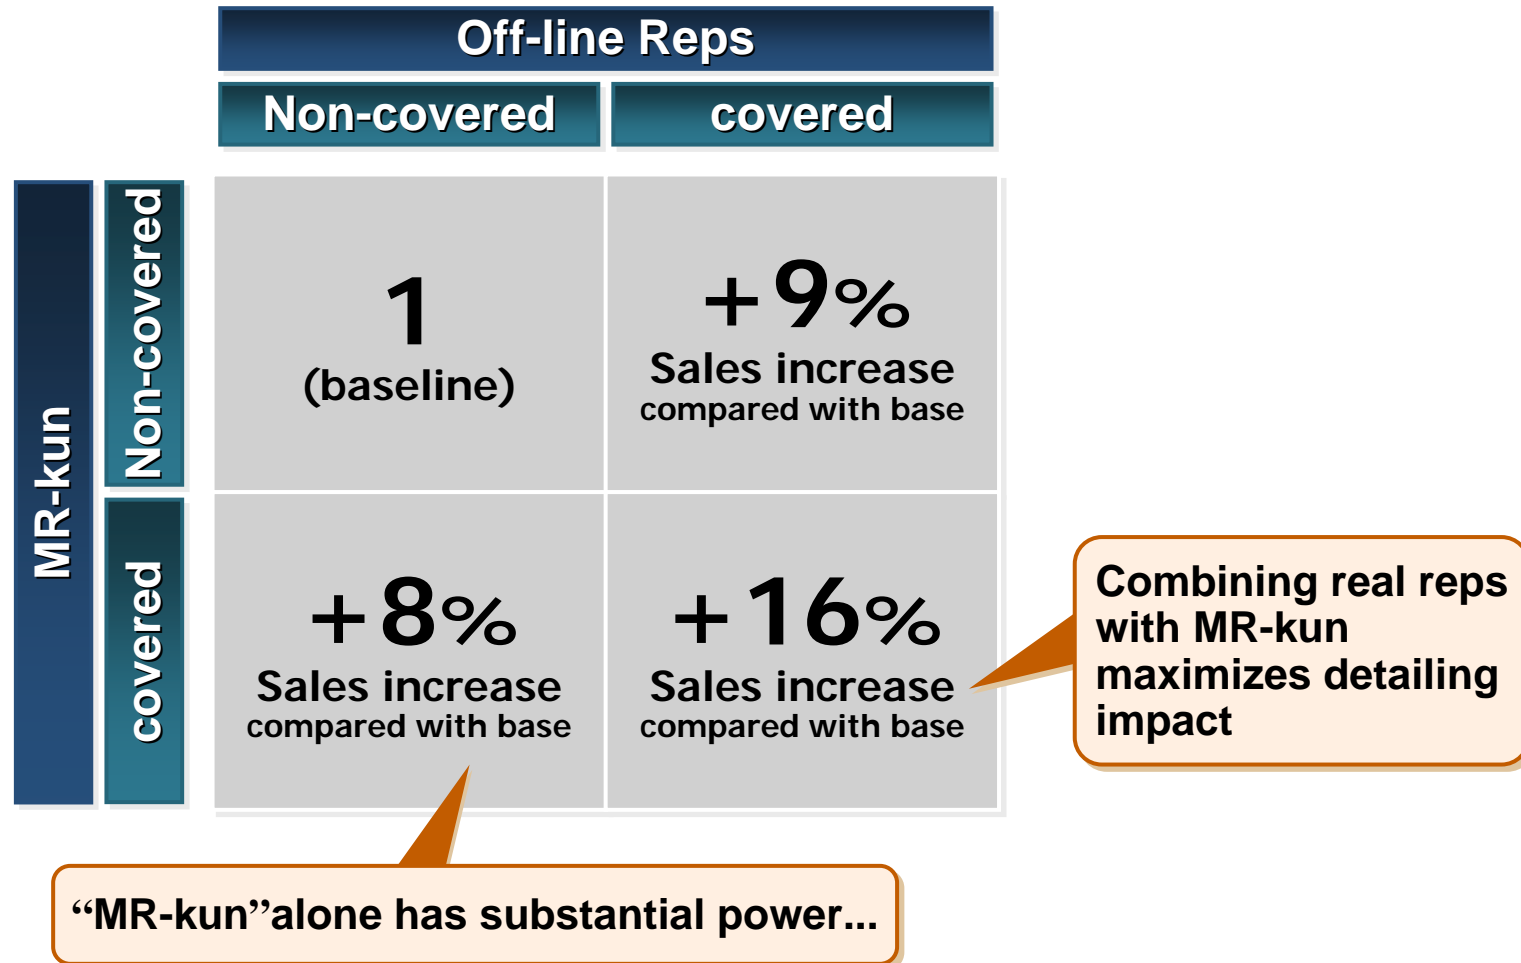 Off-line Reps
Non-covered
covered
MR-kun
Non-covered
1
(baseline)
+9%
Sales increase
compared with base
covered
+8%
Sales increase
compared with base
+16%
Sales increase
compared with base
Combining real reps
with MR-kun
maximizes detailing
impact
“MR-kun”alone has substantial power...